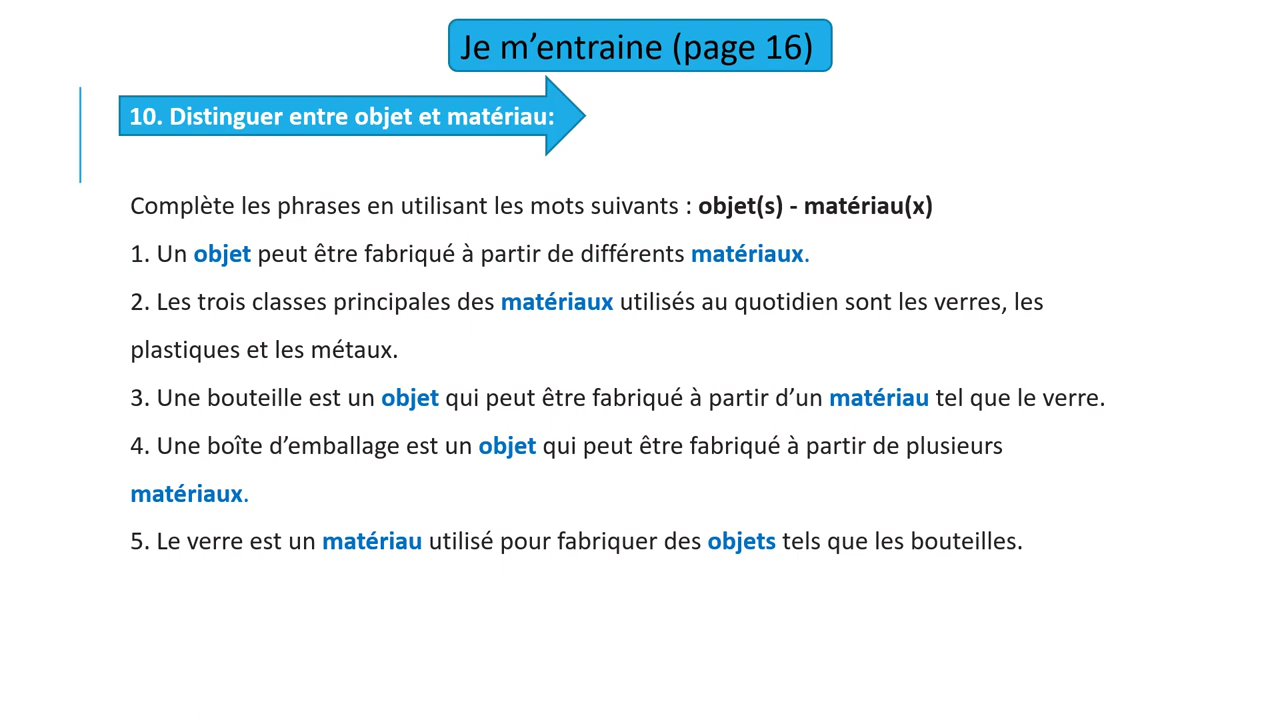 Je m’entraine (page 16)
10. Distinguer entre objet et matériau:
Complète les phrases en utilisant les mots suivants : objet(s) - matériau(x)
1. Un objet peut être fabriqué à partir de différents matériaux.
2. Les trois classes principales des matériaux utilisés au quotidien sont les verres, les
plastiques et les métaux.
3. Une bouteille est un objet qui peut être fabriqué à partir d’un matériau tel que le verre.
4. Une boîte d’emballage est un objet qui peut être fabriqué à partir de plusieurs
matériaux.
5. Le verre est un matériau utilisé pour fabriquer des objets tels que les bouteilles.